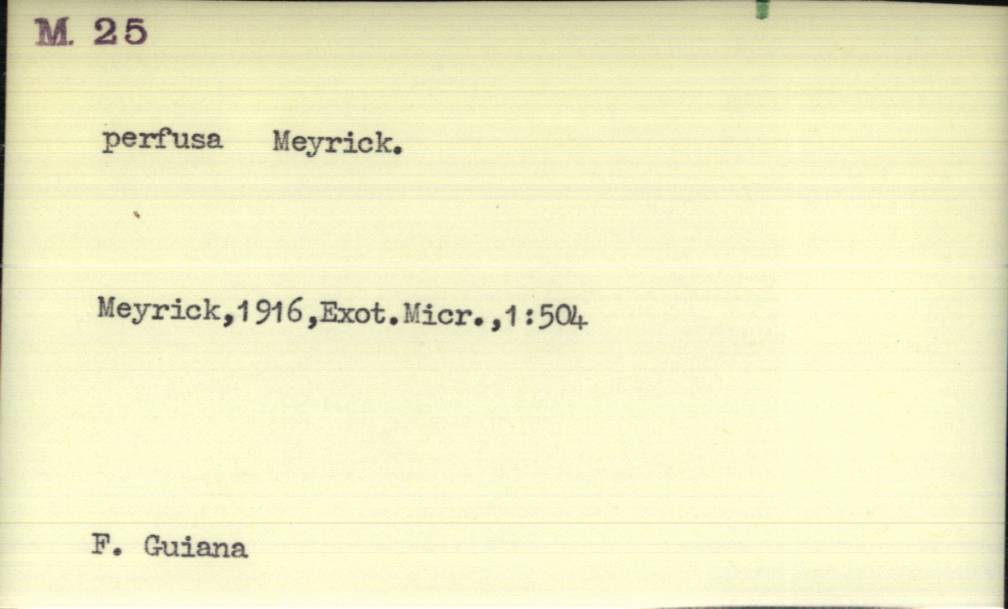 M. 25
perfusa Meyrick.
Meyrick,1916,Exot.Micr.,1:504
F. Guiana